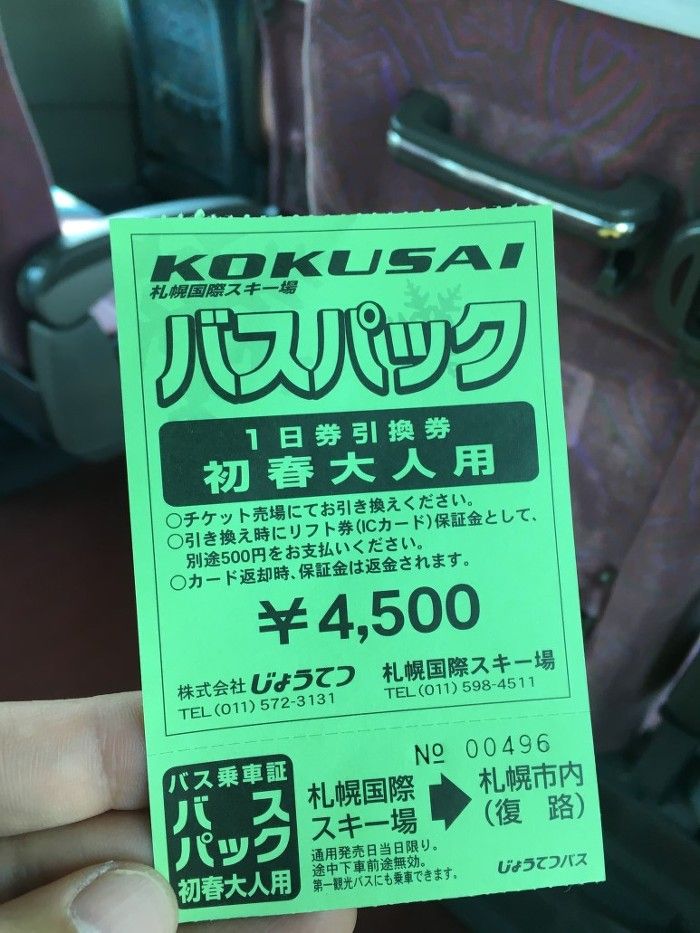 KOKUSAI
札幌国際スキー場
バスパック
1日券引換券
初春大人用
○チケット売場にてお引き換えください。
○引き換え時にリフト券(ICカード)保証金として、
別途500円をお支払いください。
○カード返却時、保証金は返金されます。
¥4,500
株式会社じょうてつ
TEL(011)572-3131
札幌国際スキー場
TEL(011)598-4511
バス乗車証
バス
パック
初春大人用
№ 00496
札幌国際
スキー場
➡
札幌市内
(復路)
通用発売日当日限り。
途中下車前途無効。
第一観光バスにも乗車できます。
じょうてつバス